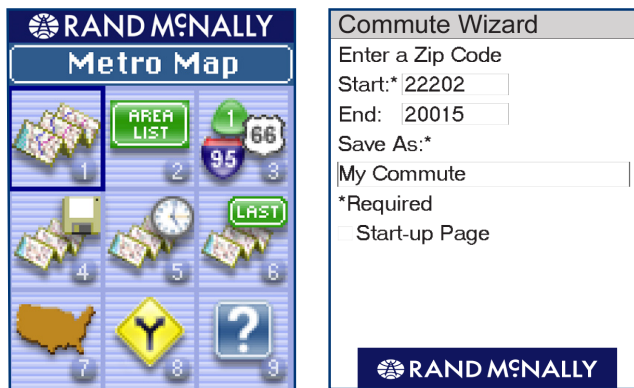 RAND McNALLY
Metro Map
1
AREA
LIST
2
1
66
95
3
4
5
LAST
6
7
8
9
Commute Wizard
Enter a Zip Code
Start:* 22202
End: 20015
Save As:*
My Commute
*Required
Start-up Page
RAND McNALLY